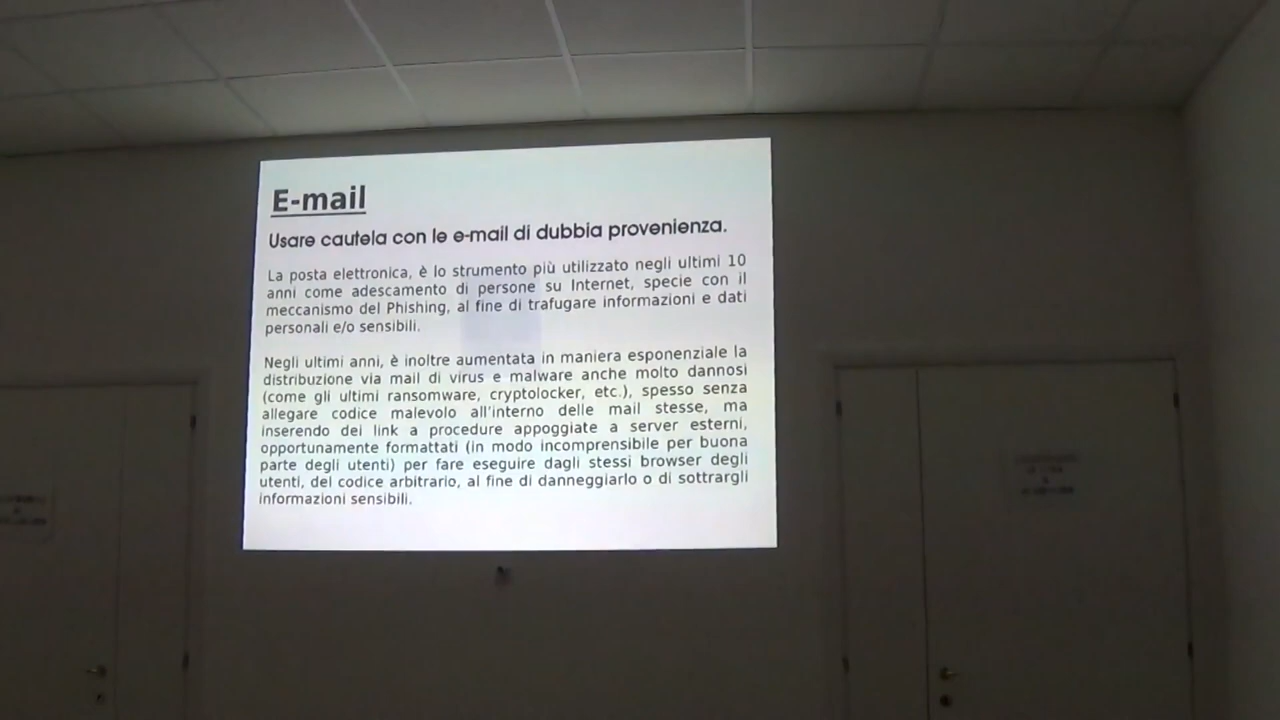 E-mail
Usare cautela con le e-mail di dubbia provenienza.
La posta elettronica, è lo strumento più utilizzato negli ultimi 10
anni come adescamento di persone su Internet, specie con il
meccanismo del Phishing, al fine di trafugare informazioni e dati
personali e/o sensibili.
Negli ultimi anni, è inoltre aumentata in maniera esponenziale la
distribuzione via mail di virus e malware anche molto dannosi
(come gli ultimi ransomware, cryptolocker, etc.), spesso senza
allegare codice malevolo all'interno delle mail stesse, ma
inserendo dei link a procedure appoggiate a server esterni,
opportunamente formattati (in modo incomprensibile per buona
parte degli utenti) per fare eseguire dagli stessi browser degli
utenti, del codice arbitrario, al fine di danneggiarlo o di sottrargli
informazioni sensibili.